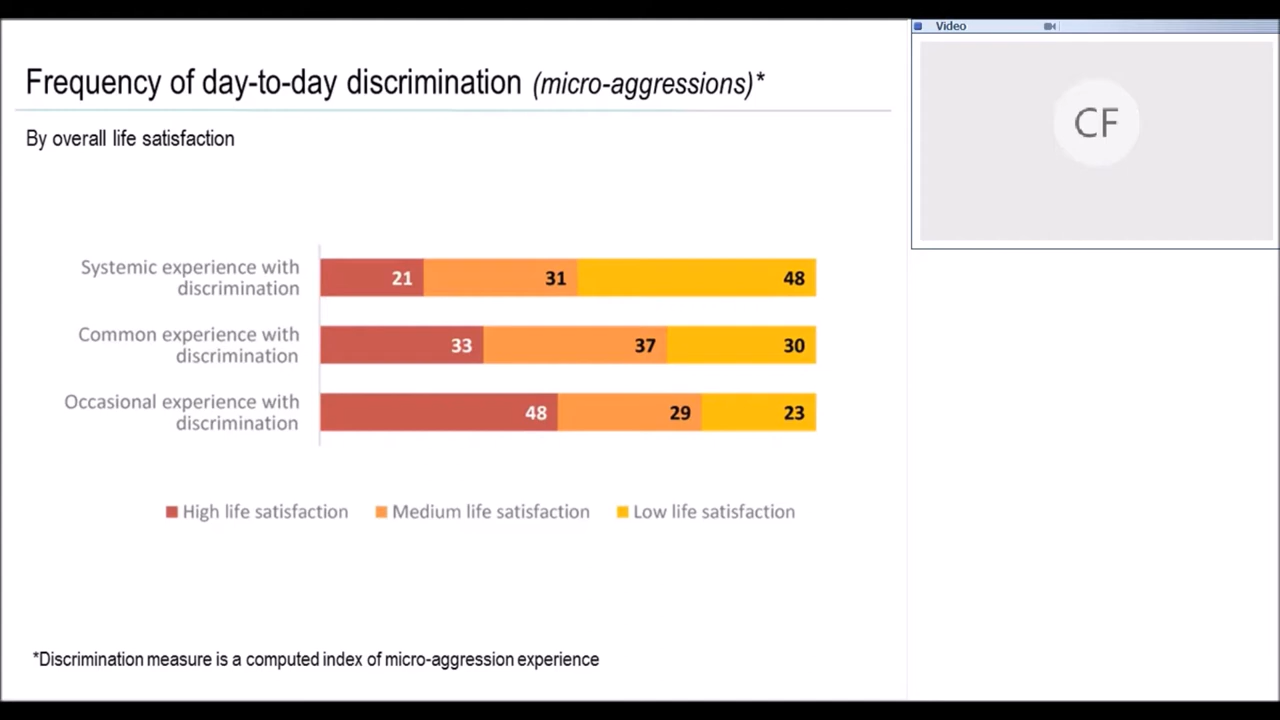 Frequency of day-to-day discrimination (micro-aggressions)*
By overall life satisfaction
Systemic experience with
discrimination
21 31 48
Common experience with
discrimination
33 37 30
Occasional experience with
discrimination
48 29 23
High life satisfaction Medium life satisfaction Low life satisfaction
*Discrimination measure is a computed index of micro-aggression experience
Video
CF